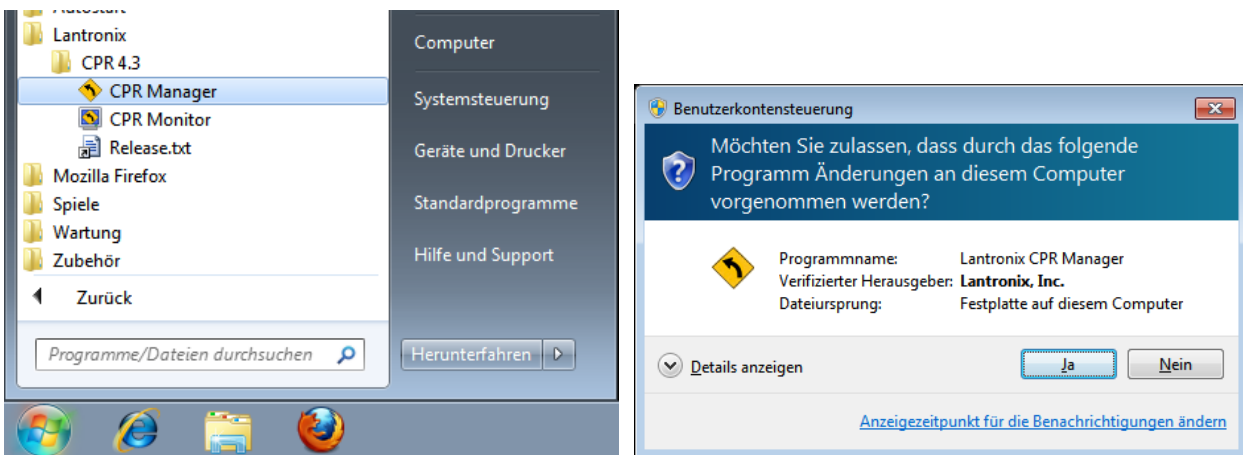 Autostart
Lantronix
CPR 4.3
CPR Manager
CPR Monitor
Release.txt
Mozilla Firefox
Spiele
Wartung
Zubehör
Zurück
Programme/Dateien durchsuchen
Computer
Systemsteuerung
Geräte und Drucker
Standardprogramme
Hilfe und Support
Herunterfahren
Benutzerkontensteuerung
Möchten Sie zulassen, dass durch das folgende
Programm Änderungen an diesem Computer
vorgenommen werden?
Programmname: Lantronix CPR Manager
Verifizierter Herausgeber: Lantronix, Inc.
Dateiursprung: Festplatte auf diesem Computer
Details anzeigen
Ja
Nein
Anzeigezeitpunkt für die Benachrichtigungen ändern